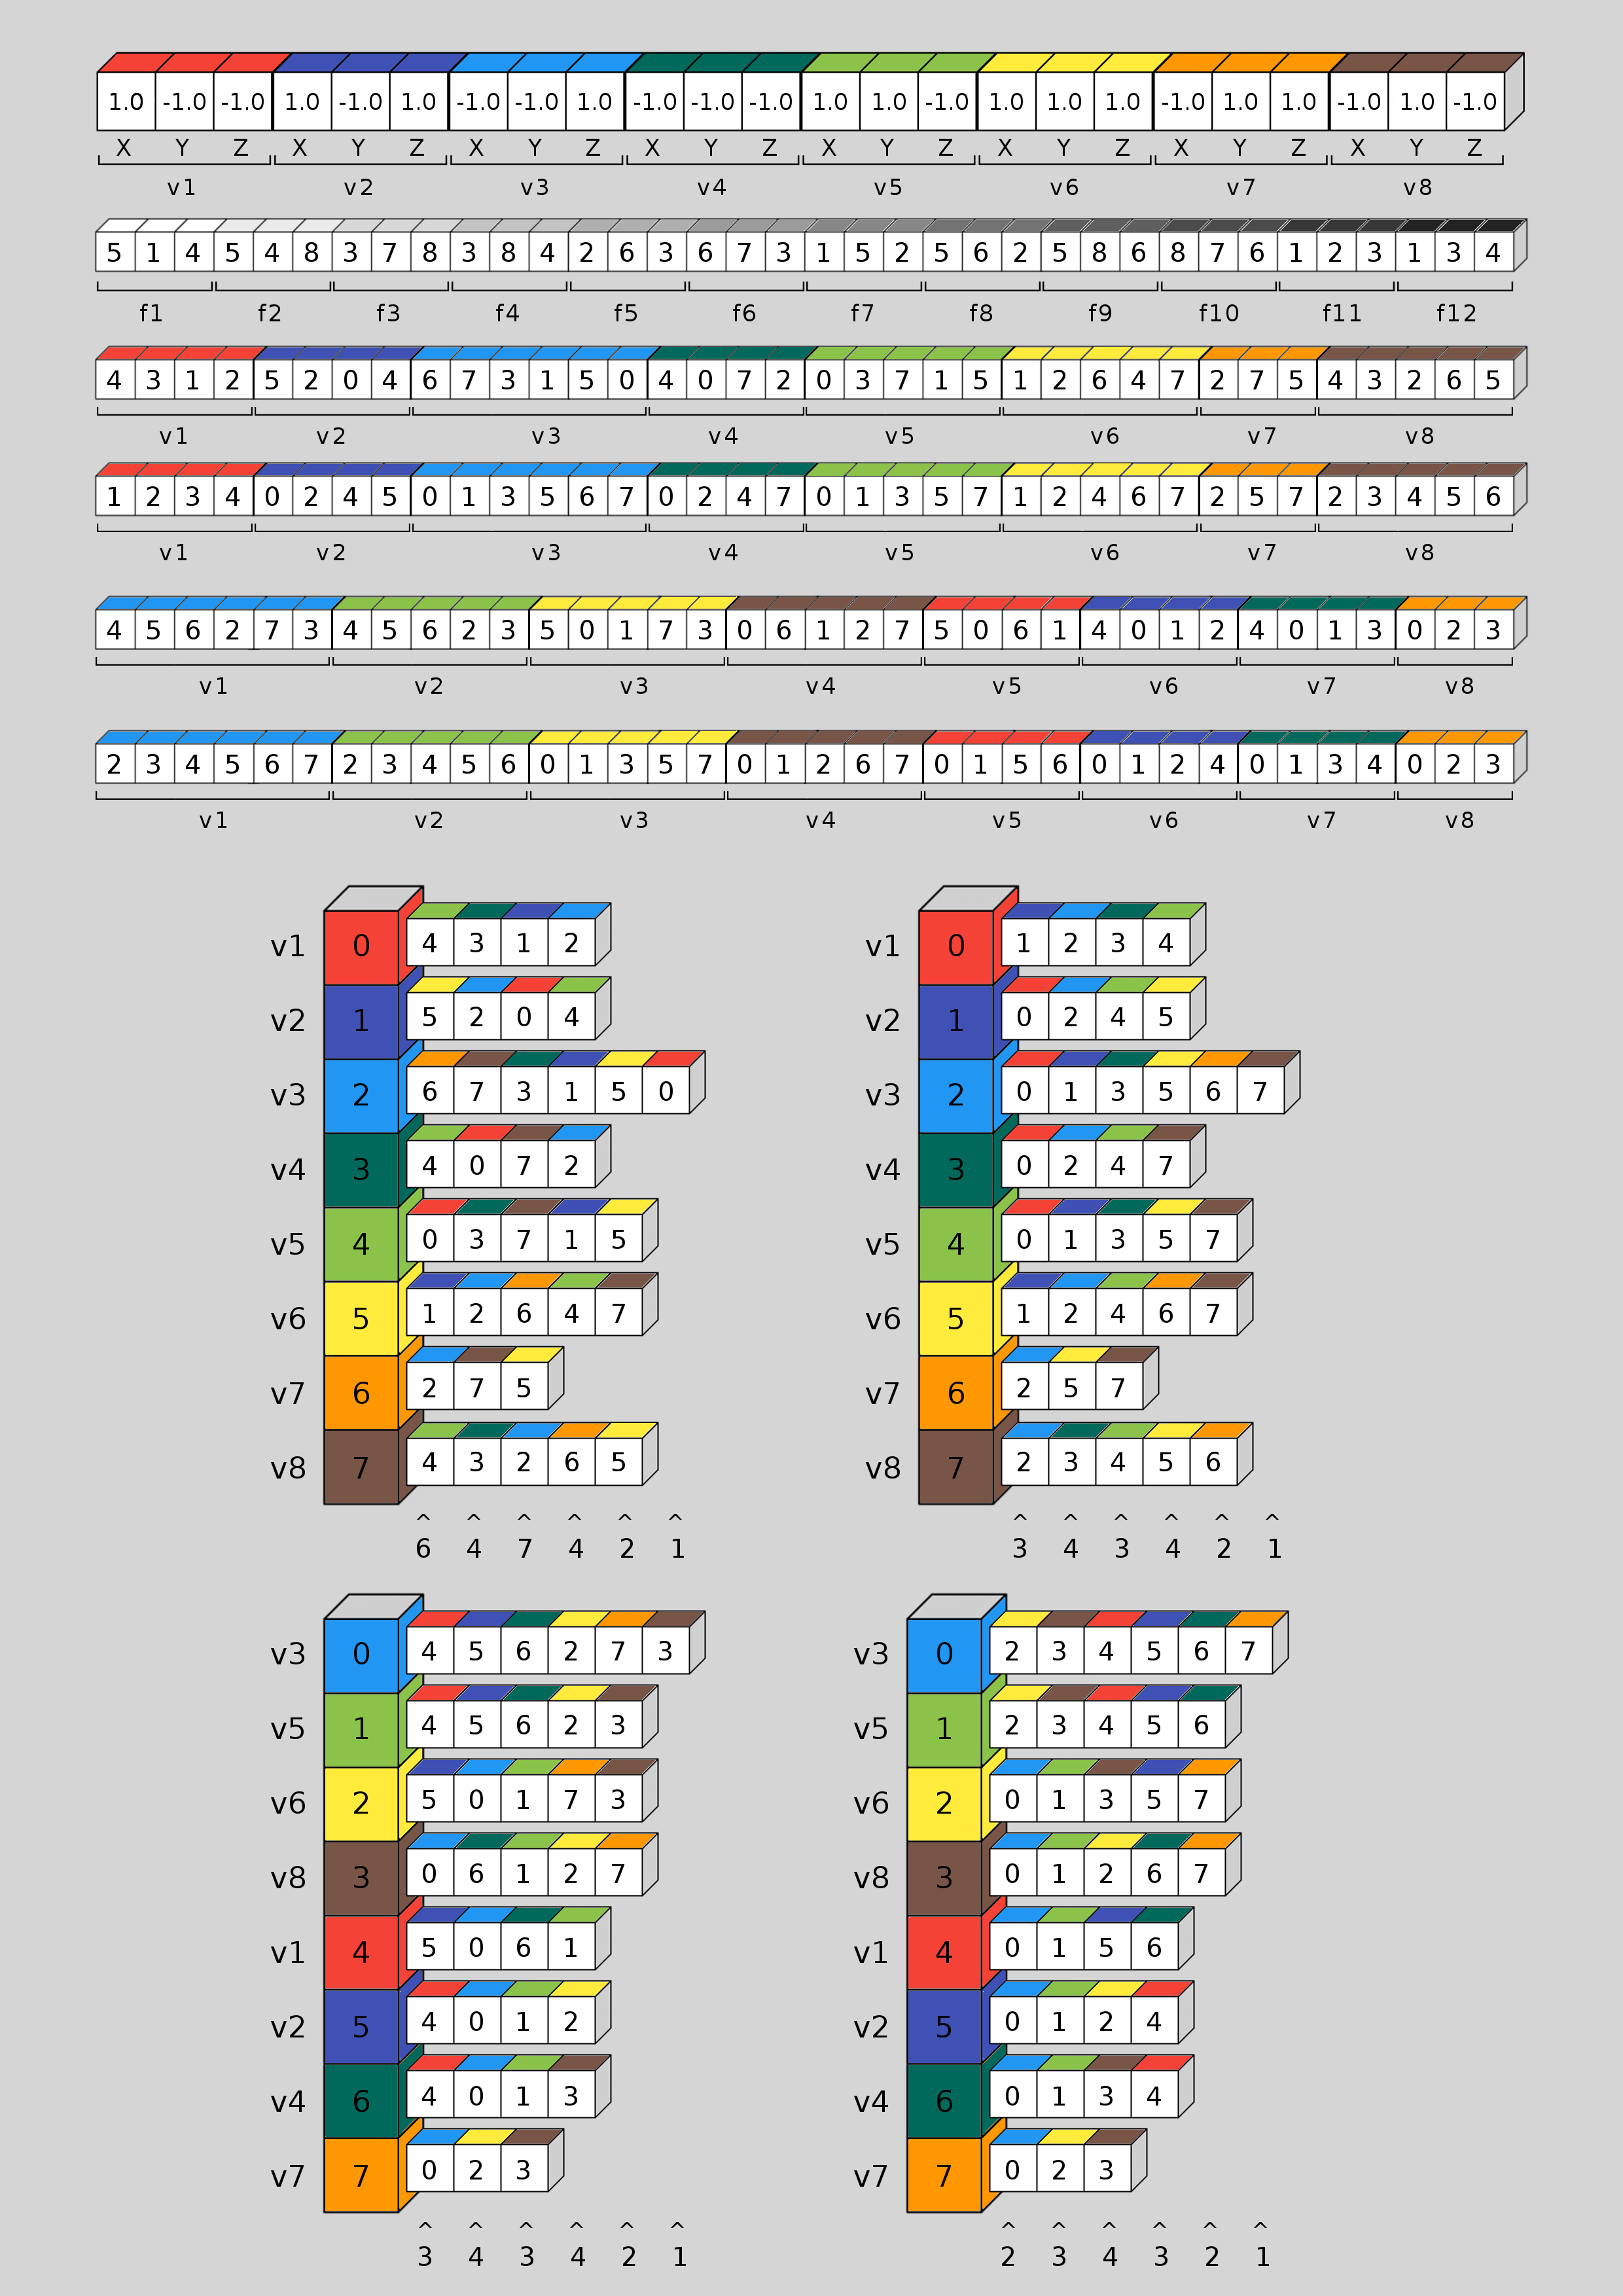 1.0 -1.0 -1.0 1.0 -1.0 1.0 -1.0 -1.0 1.0 -1.0 -1.0 -1.0 1.0 1.0 -1.0 1.0 1.0 1.0 -1.0 1.0 1.0 -1.0 1.0 -1.0
X Y Z X Y Z X Y Z X Y Z X Y Z X Y Z X Y Z X Y Z
v1 v2 v3 v4 v5 v6 v7 v8
5 1 4 5 4 8 3 7 8 3 8 4 2 6 3 6 7 3 1 5 2 5 6 2 5 8 6 8 7 6 1 2 3 1 3 4
f1 f2 f3 f4 f5 f6 f7 f8 f9 f10 f11 f12
4 3 1 2 5 2 0 4 6 7 3 1 5 0 4 0 7 2 0 3 7 1 5 1 2 6 4 7 2 7 5 4 3 2 6 5
v1 v2 v3 v4 v5 v6 v7 v8
1 2 3 4 0 2 4 5 0 1 3 5 6 7 0 2 4 7 0 1 3 5 7 1 2 4 6 7 2 5 7 2 3 4 5 6
v1 v2 v3 v4 v5 v6 v7 v8
4 5 6 2 7 3 4 5 6 2 3 5 0 1 7 3 0 6 1 2 7 5 0 6 1 4 0 1 2 4 0 1 3 0 2 3
v1 v2 v3 v4 v5 v6 v7 v8
2 3 4 5 6 7 2 3 4 5 6 0 1 3 5 7 0 1 2 6 7 0 1 5 6 0 1 2 4 0 1 3 4 0 2 3
v1 v2 v3 v4 v5 v6 v7 v8
v1 0 4 3 1 2
v2 1 5 2 0 4
v3 2 6 7 3 1 5 0
v4 3 4 0 7 2
v5 4 0 3 7 1 5
v6 5 1 2 6 4 7
v7 6 2 7 5
v8 7 4 3 2 6 5
^ ^ ^ ^ ^ ^
6 4 7 4 2 1
v1 0 1 2 3 4
v2 1 0 2 4 5
v3 2 0 1 3 5 6 7
v4 3 0 2 4 7
v5 4 0 1 3 5 7
v6 5 1 2 4 6 7
v7 6 2 5 7
v8 7 2 3 4 5 6
^ ^ ^ ^ ^ ^
3 4 3 4 2 1
v3 0 4 5 6 2 7 3
v5 1 4 5 6 2 3
v6 2 5 0 1 7 3
v8 3 0 6 1 2 7
v1 4 5 0 6 1
v2 5 4 0 1 2
v4 6 4 0 1 3
v7 7 0 2 3
^ ^ ^ ^ ^ ^
3 4 3 4 2 1
v3 0 2 3 4 5 6 7
v5 1 2 3 4 5 6
v6 2 0 1 3 5 7
v8 3 0 1 2 6 7
v1 4 0 1 5 6
v2 5 0 1 2 4
v4 6 0 1 3 4
v7 7 0 2 3
^ ^ ^ ^ ^ ^
2 3 4 3 2 1